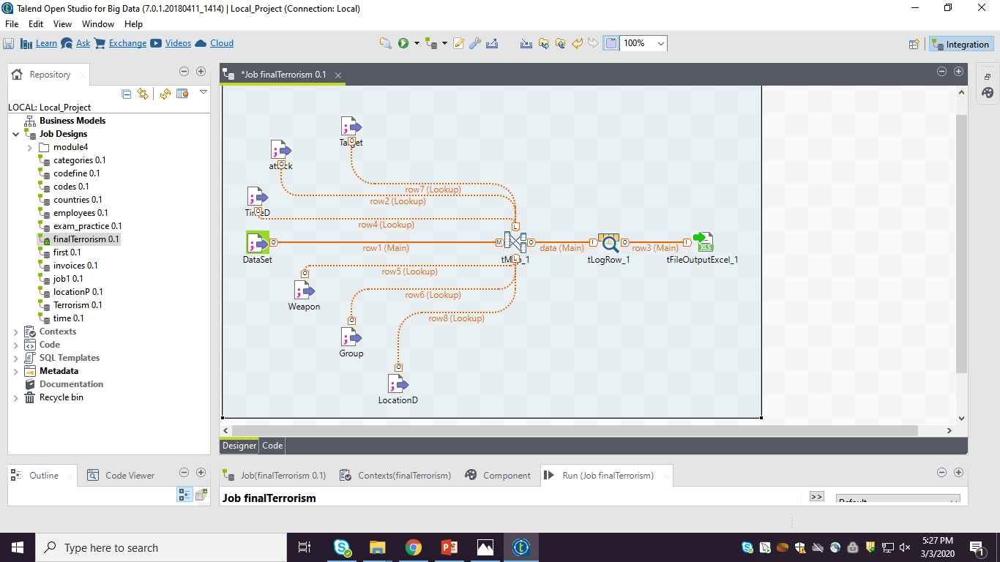 Talend Open Studio for Big Data (7.0.1.20180411_1414) | Local_Project (Connection: Local)
File Edit View Window Help
Learn Ask Exchange Videos Cloud 100% Integration
Repository
LOCAL: Local_Project
Business Models
Job Designs
module4
categories 0.1
codefine 0.1
codes 0.1
countries 0.1
employees 0.1
exam_practice 0.1
finalTerrorism 0.1
first 0.1
invoices 0.1
job1 0.1
locationP 0.1
Terrorism 0.1
time 0.1
Contexts
Code
SQL Templates
Metadata
Documentation
Recycle bin
*Job finalTerrorism 0.1
Target
attack
row7 (Lookup)
row2 (Lookup)
TimeD
row4 (Lookup)
row1 (Main)
data (Main)
row3 (Main)
DataSet
tMap_1
tLogRow_1
tFileOutputExcel_1
row5 (Lookup)
row6 (Lookup)
Weapon
row8 (Lookup)
Group
LocationD
Designer Code
Outline Code Viewer
Job(finalTerrorism 0.1) Contexts(finalTerrorism) Component Run (Job finalTerrorism)
Job finalTerrorism
>> Default
Type here to search
5:27 PM
3/3/2020